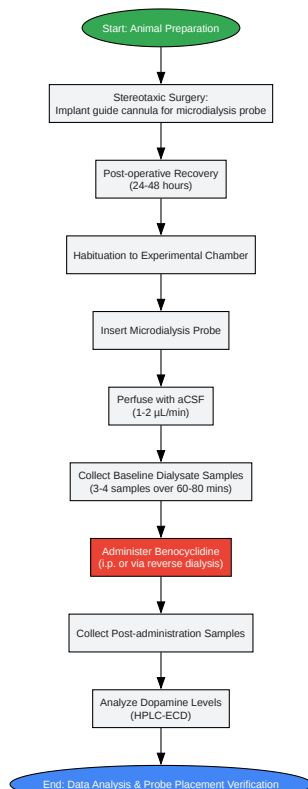 Start: Animal Preparation
Stereotaxic Surgery:
Implant guide cannula for microdialysis probe
Post-operative Recovery
(24-48 hours)
Habituation to Experimental Chamber
Insert Microdialysis Probe
Perfuse with aCSF
(1-2 µL/min)
Collect Baseline Dialysate Samples
(3-4 samples over 60-80 mins)
Administer Benocyclidine
(i.p. or via reverse dialysis)
Collect Post-administration Samples
Analyze Dopamine Levels
(HPLC-ECD)
End: Data Analysis & Probe Placement Verification